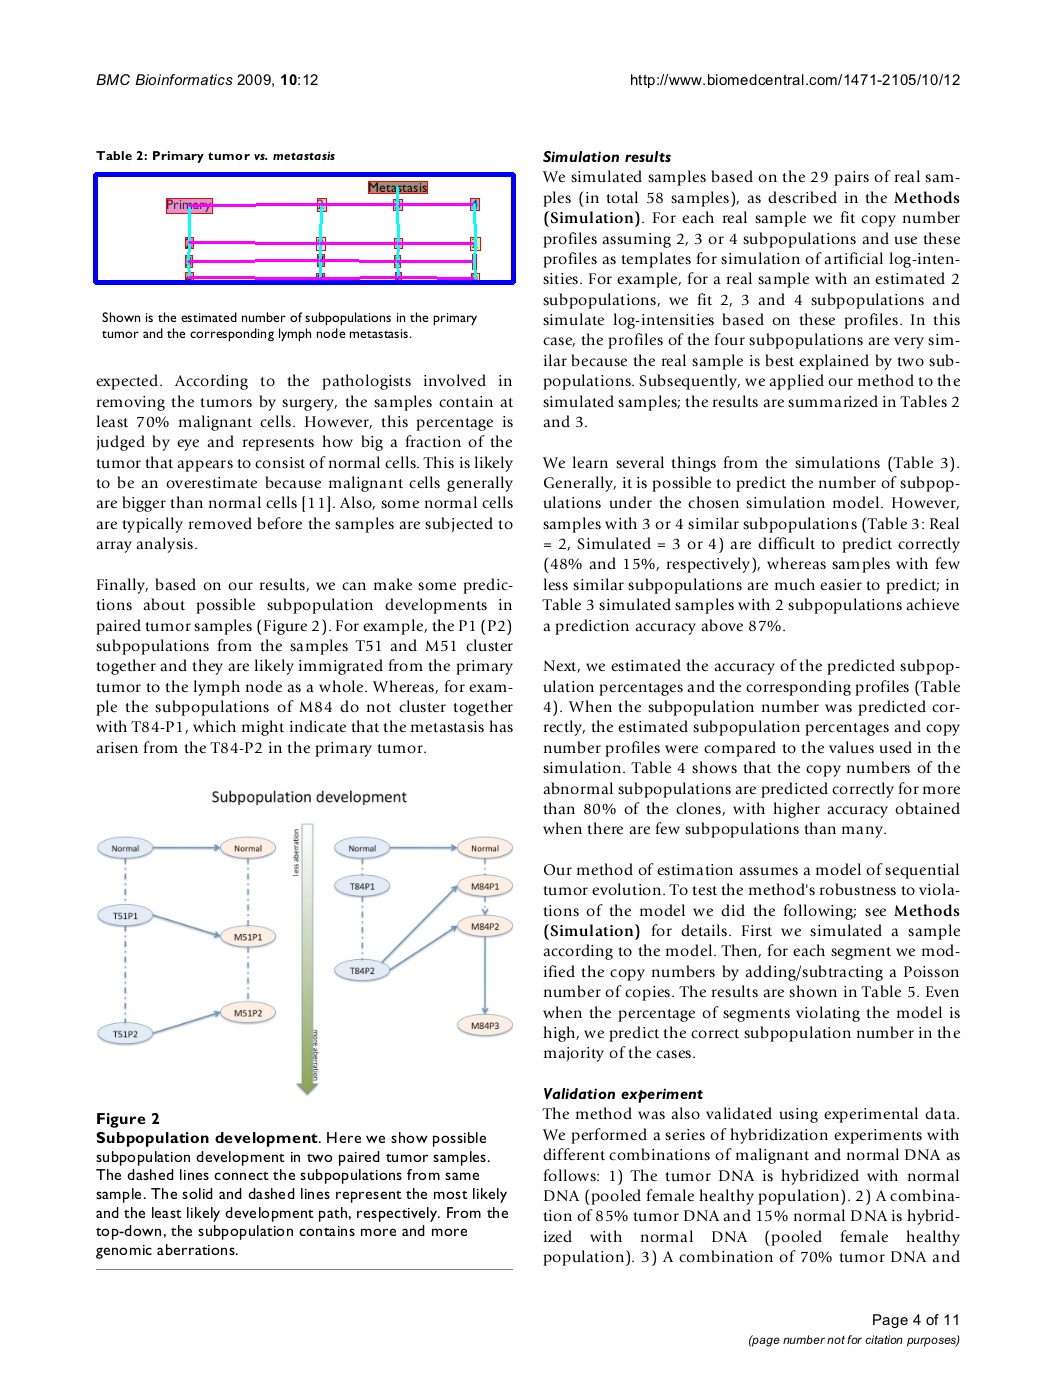 BMC Bioinformatics 2009, 10:12
http://www.biomedcentral.com/1471-2105/10/12
Table 2: Primary tumor vs. metastasis
Metastasis
Primary
Shown is the estimated number of subpopulations in the primary
tumor and the corresponding lymph node metastasis.
expected. According to the pathologists involved in
removing the tumors by surgery, the samples contain at
least 70% malignant cells. However, this percentage is
judged by eye and represents how big a fraction of the
tumor that appears to consist of normal cells. This is likely
to be an overestimate because malignant cells generally
are bigger than normal cells [11]. Also, some normal cells
are typically removed before the samples are subjected to
array analysis.
Finally, based on our results, we can make some predic-
tions about possible subpopulation developments in
paired tumor samples (Figure 2). For example, the P1 (P2)
subpopulations from the samples T51 and M51 cluster
together and they are likely immigrated from the primary
tumor to the lymph node as a whole. Whereas, for exam-
ple the subpopulations of M84 do not cluster together
with T84-P1, which might indicate that the metastasis has
arisen from the T84-P2 in the primary tumor.
Subpopulation development
less aberration
Normal
Normal
Normal
Normal
T84P1
M84P1
T51P1
M84P2
M51P1
T84P2
M51P2
M84P3
T51P2
more aberration
Figure 2
Subpopulation development. Here we show possible
subpopulation development in two paired tumor samples.
The dashed lines connect the subpopulations from same
sample. The solid and dashed lines represent the most likely
and the least likely development path, respectively. From the
top-down, the subpopulation contains more and more
genomic aberrations.
Simulation results
We simulated samples based on the 29 pairs of real sam-
ples (in total 58 samples), as described in the Methods
(Simulation). For each real sample we fit copy number
profiles assuming 2, 3 or 4 subpopulations and use these
profiles as templates for simulation of artificial log-inten-
sities. For example, for a real sample with an estimated 2
subpopulations, we fit 2, 3 and 4 subpopulations and
simulate log-intensities based on these profiles. In this
case, the profiles of the four subpopulations are very sim-
ilar because the real sample is best explained by two sub-
populations. Subsequently, we applied our method to the
simulated samples; the results are summarized in Tables 2
and 3.
We learn several things from the simulations (Table 3).
Generally, it is possible to predict the number of subpop-
ulations under the chosen simulation model. However,
samples with 3 or 4 similar subpopulations (Table 3: Real
= 2, Simulated = 3 or 4) are difficult to predict correctly
(48% and 15%, respectively), whereas samples with few
less similar subpopulations are much easier to predict; in
Table 3 simulated samples with 2 subpopulations achieve
a prediction accuracy above 87%.
Next, we estimated the accuracy of the predicted subpop-
ulation percentages and the corresponding profiles (Table
4). When the subpopulation number was predicted cor-
rectly, the estimated subpopulation percentages and copy
number profiles were compared to the values used in the
simulation. Table 4 shows that the copy numbers of the
abnormal subpopulations are predicted correctly for more
than 80% of the clones, with higher accuracy obtained
when there are few subpopulations than many.
Our method of estimation assumes a model of sequential
tumor evolution. To test the method's robustness to viola-
tions of the model we did the following; see Methods
(Simulation) for details. First we simulated a sample
according to the model. Then, for each segment we mod-
ified the copy numbers by adding/subtracting a Poisson
number of copies. The results are shown in Table 5. Even
when the percentage of segments violating the model is
high, we predict the correct subpopulation number in the
majority of the cases.
Validation experiment
The method was also validated using experimental data.
We performed a series of hybridization experiments with
different combinations of malignant and normal DNA as
follows: 1) The tumor DNA is hybridized with normal
DNA (pooled female healthy population). 2) A combina-
tion of 85% tumor DNA and 15% normal DNA is hybrid-
ized with normal DNA (pooled female healthy
population). 3) A combination of 70% tumor DNA and
Page 4 of 11
(page number not for citation purposes)